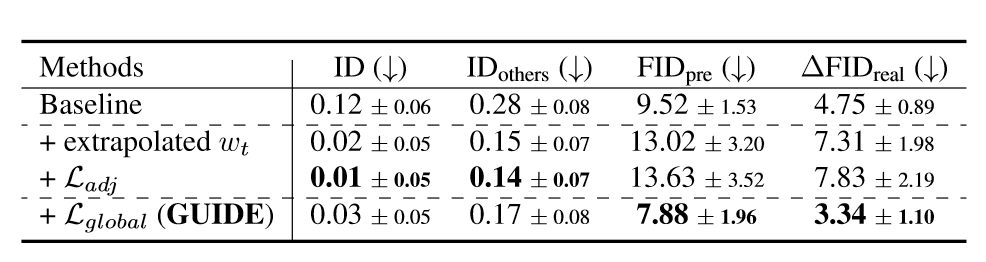 Methods ID (↓) ID_others (↓) FID_pre (↓) ΔFID_real (↓)
Baseline 0.12 ± 0.06 0.28 ± 0.08 9.52 ± 1.53 4.75 ± 0.89
+ extrapolated w_t 0.02 ± 0.05 0.15 ± 0.07 13.02 ± 3.20 7.31 ± 1.98
+ ℒ_adj 0.01 ± 0.05 0.14 ± 0.07 13.63 ± 3.52 7.83 ± 2.19
+ ℒ_global (GUIDE) 0.03 ± 0.05 0.17 ± 0.08 7.88 ± 1.96 3.34 ± 1.10